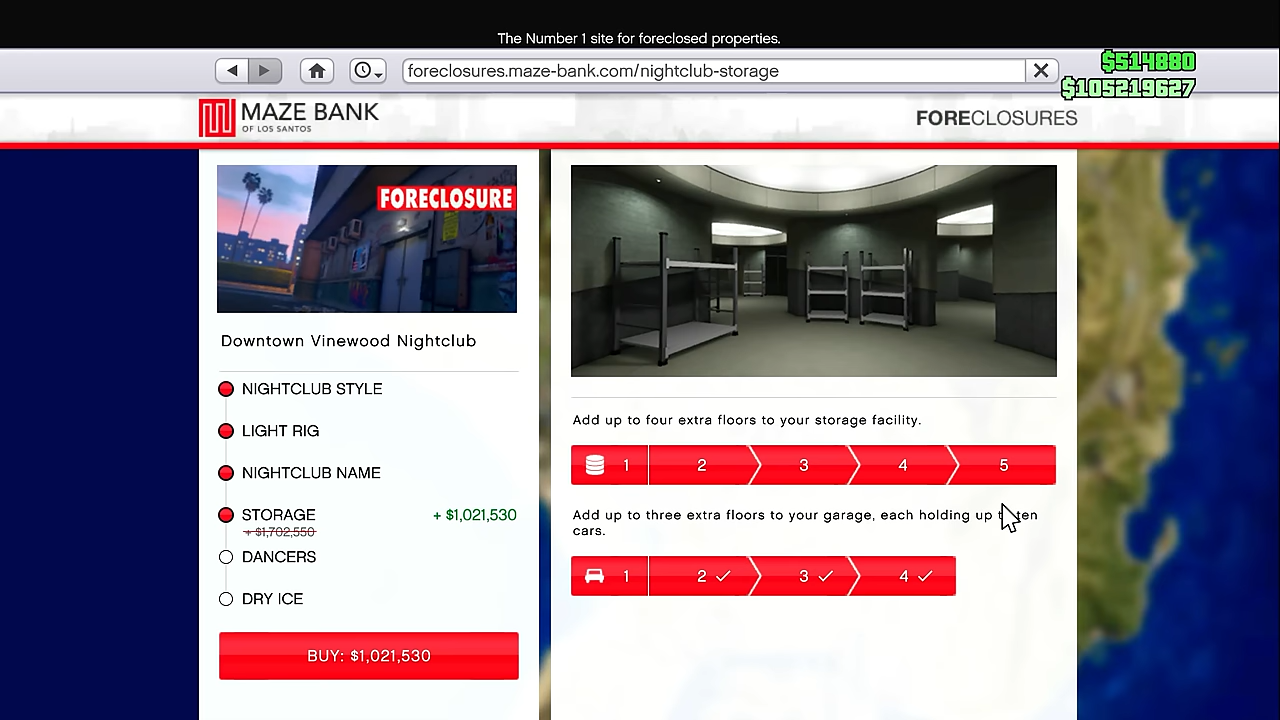 The Number 1 site for foreclosed properties.
foreclosures.maze-bank.com/nightclub-storage
$514880
$105219627
MAZE BANK
OF LOS SANTOS
FORECLOSURES
FORECLOSURE
Downtown Vinewood Nightclub
NIGHTCLUB STYLE
LIGHT RIG
NIGHTCLUB NAME
STORAGE + $1,021,530
+ $1,702,550
DANCERS
DRY ICE
BUY: $1,021,530
Add up to four extra floors to your storage facility.
1 2 3 4 5
Add up to three extra floors to your garage, each holding up to ten
cars.
1 2 3 4